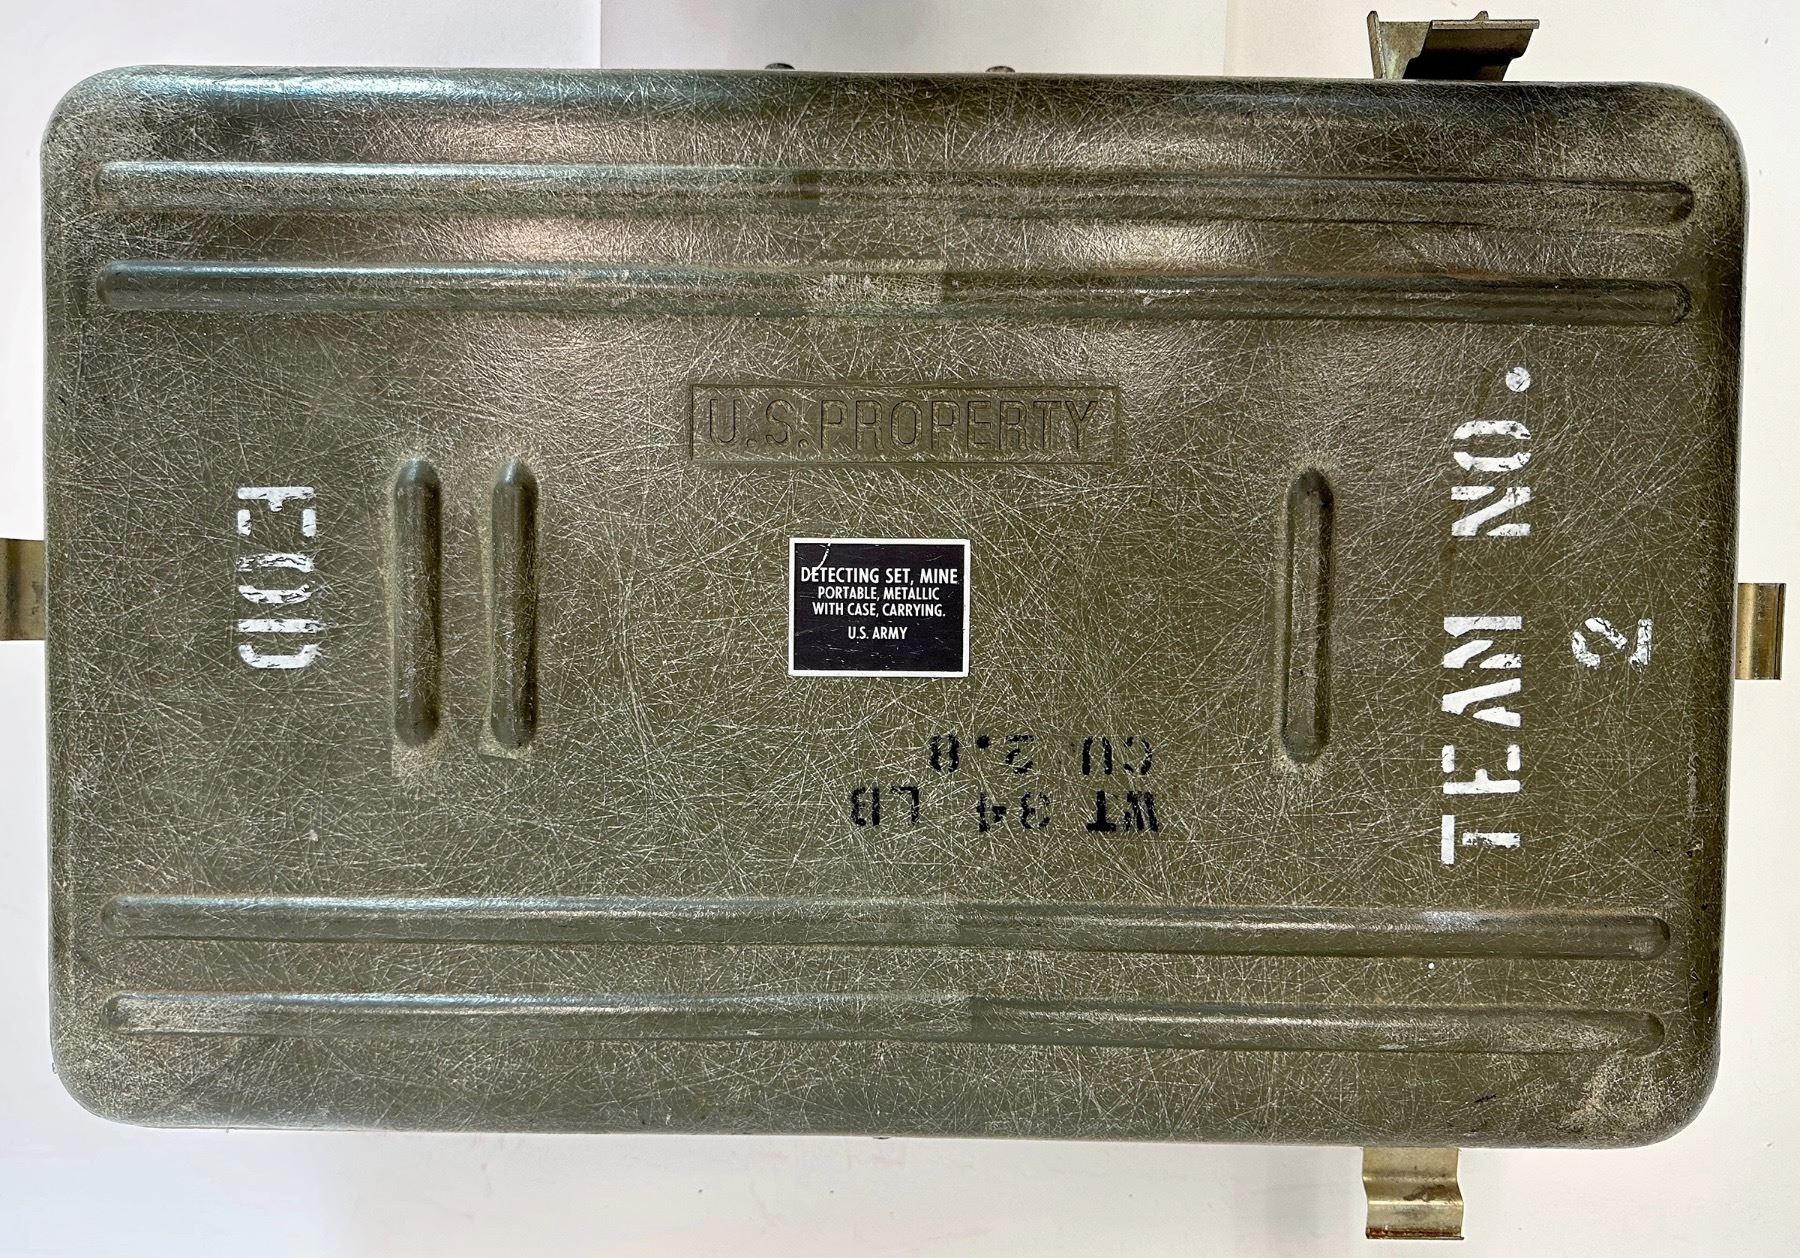 U.S. PROPERTY
EOD
DETECTING SET, MINE
PORTABLE, METALLIC
WITH CASE, CARRYING.
U.S. ARMY
WT 34 LB
CU 2.8
TEAM NO.
2